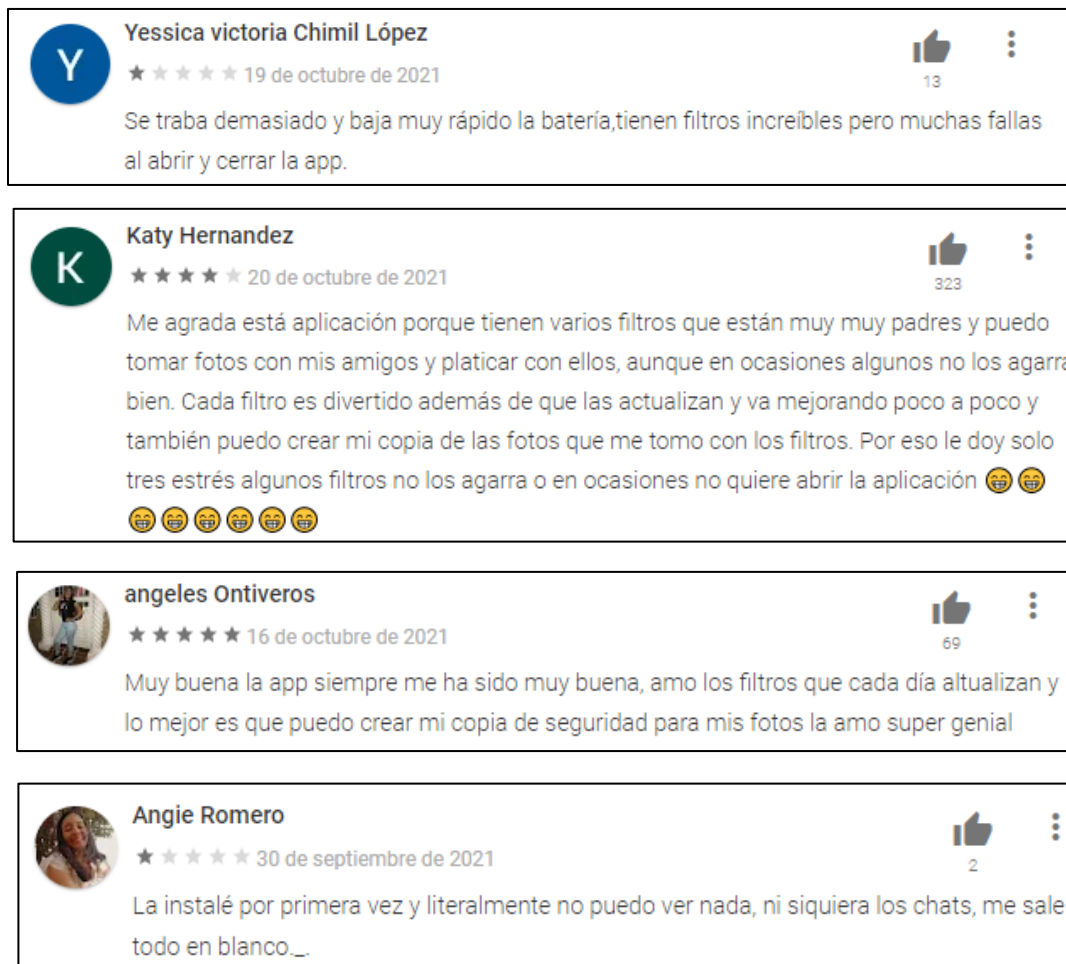 Y
Yessica victoria Chimil López
19 de octubre de 2021
13
Se traba demasiado y baja muy rápido la batería,tienen filtros increíbles pero muchas fallas
al abrir y cerrar la app.
K
Katy Hernandez
20 de octubre de 2021
323
Me agrada está aplicación porque tienen varios filtros que están muy muy padres y puedo
tomar fotos con mis amigos y platicar con ellos, aunque en ocasiones algunos no los agarra
bien. Cada filtro es divertido además de que las actualizan y va mejorando poco a poco y
también puedo crear mi copia de las fotos que me tomo con los filtros. Por eso le doy solo
tres estrés algunos filtros no los agarra o en ocasiones no quiere abrir la aplicación 😁😁
😁😁😁😁😁😁
angeles Ontiveros
16 de octubre de 2021
69
Muy buena la app siempre me ha sido muy buena, amo los filtros que cada día altualizan y
lo mejor es que puedo crear mi copia de seguridad para mis fotos la amo super genial
Angie Romero
30 de septiembre de 2021
2
La instalé por primera vez y literalmente no puedo ver nada, ni siquiera los chats, me sale
todo en blanco._.